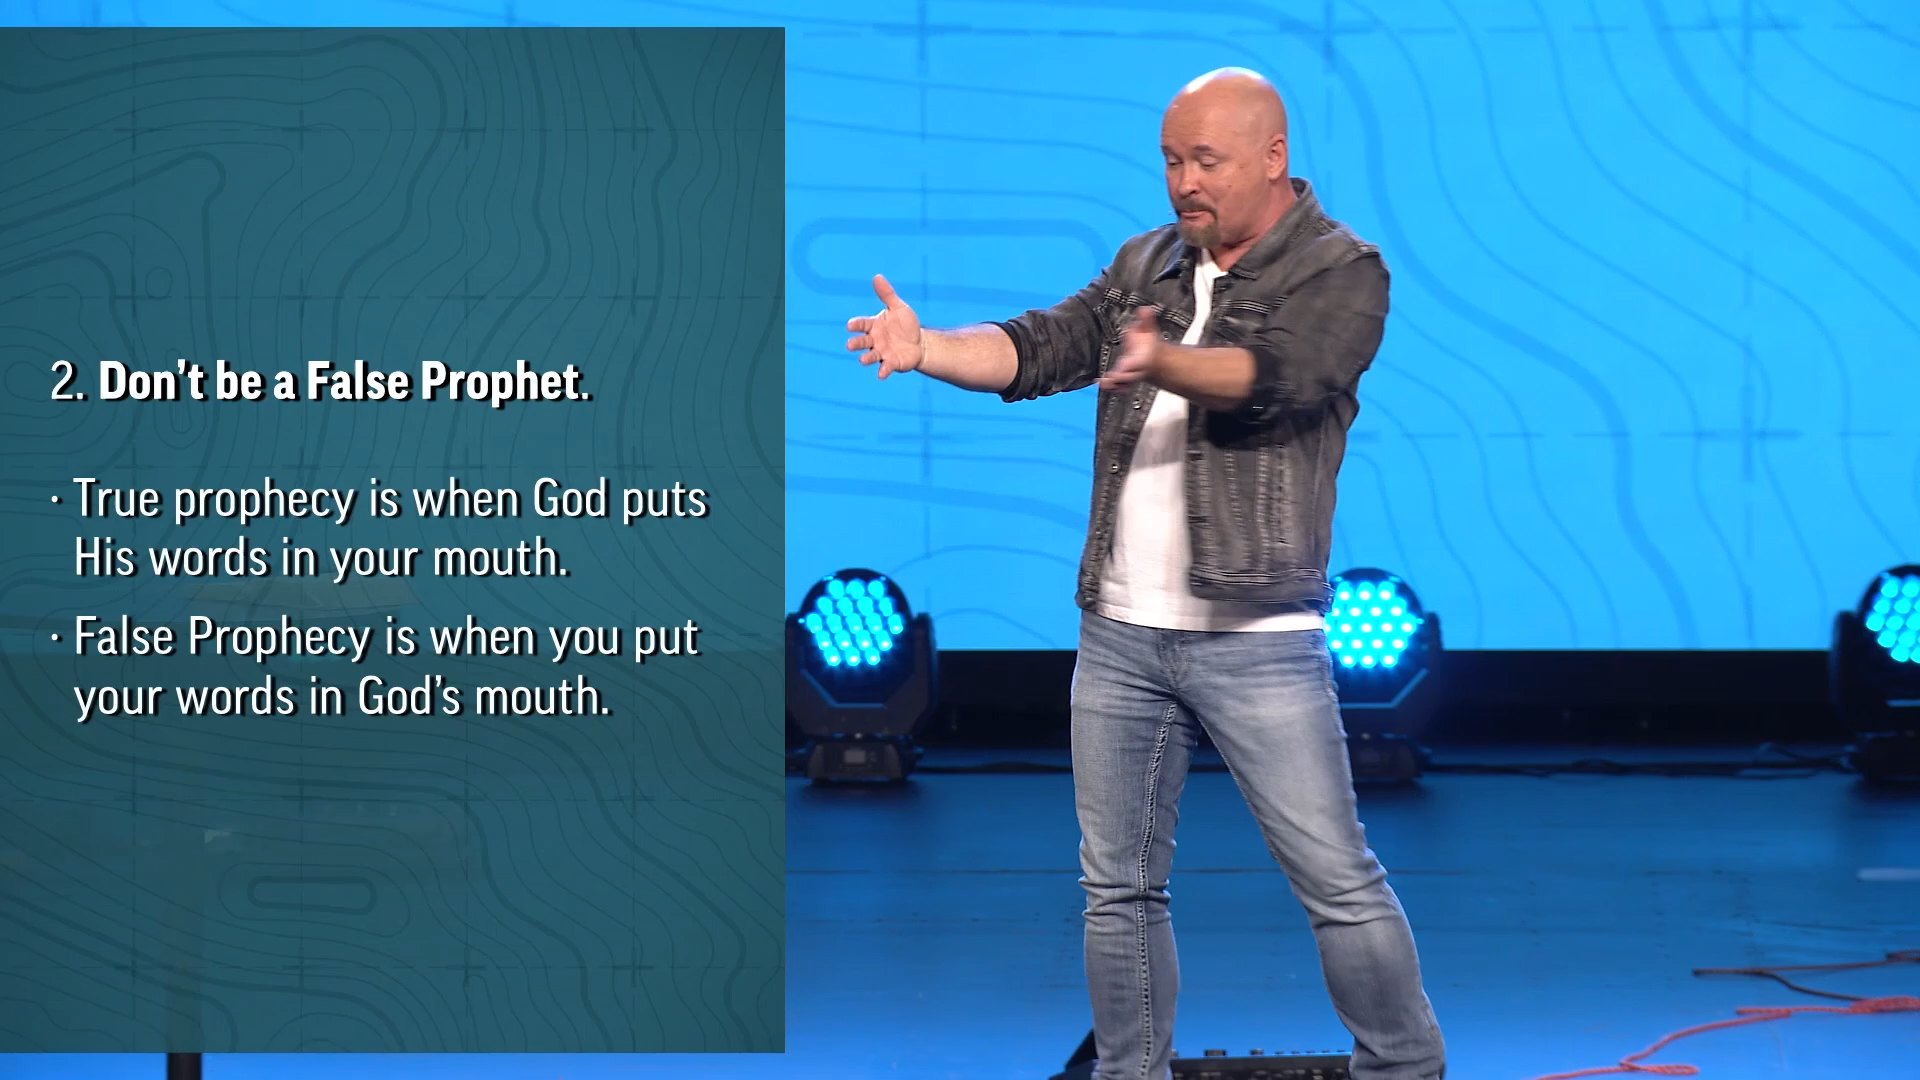 2. Don't be a False Prophet.
· True prophecy is when God puts
His words in your mouth.
· False Prophecy is when you put
your words in God's mouth.